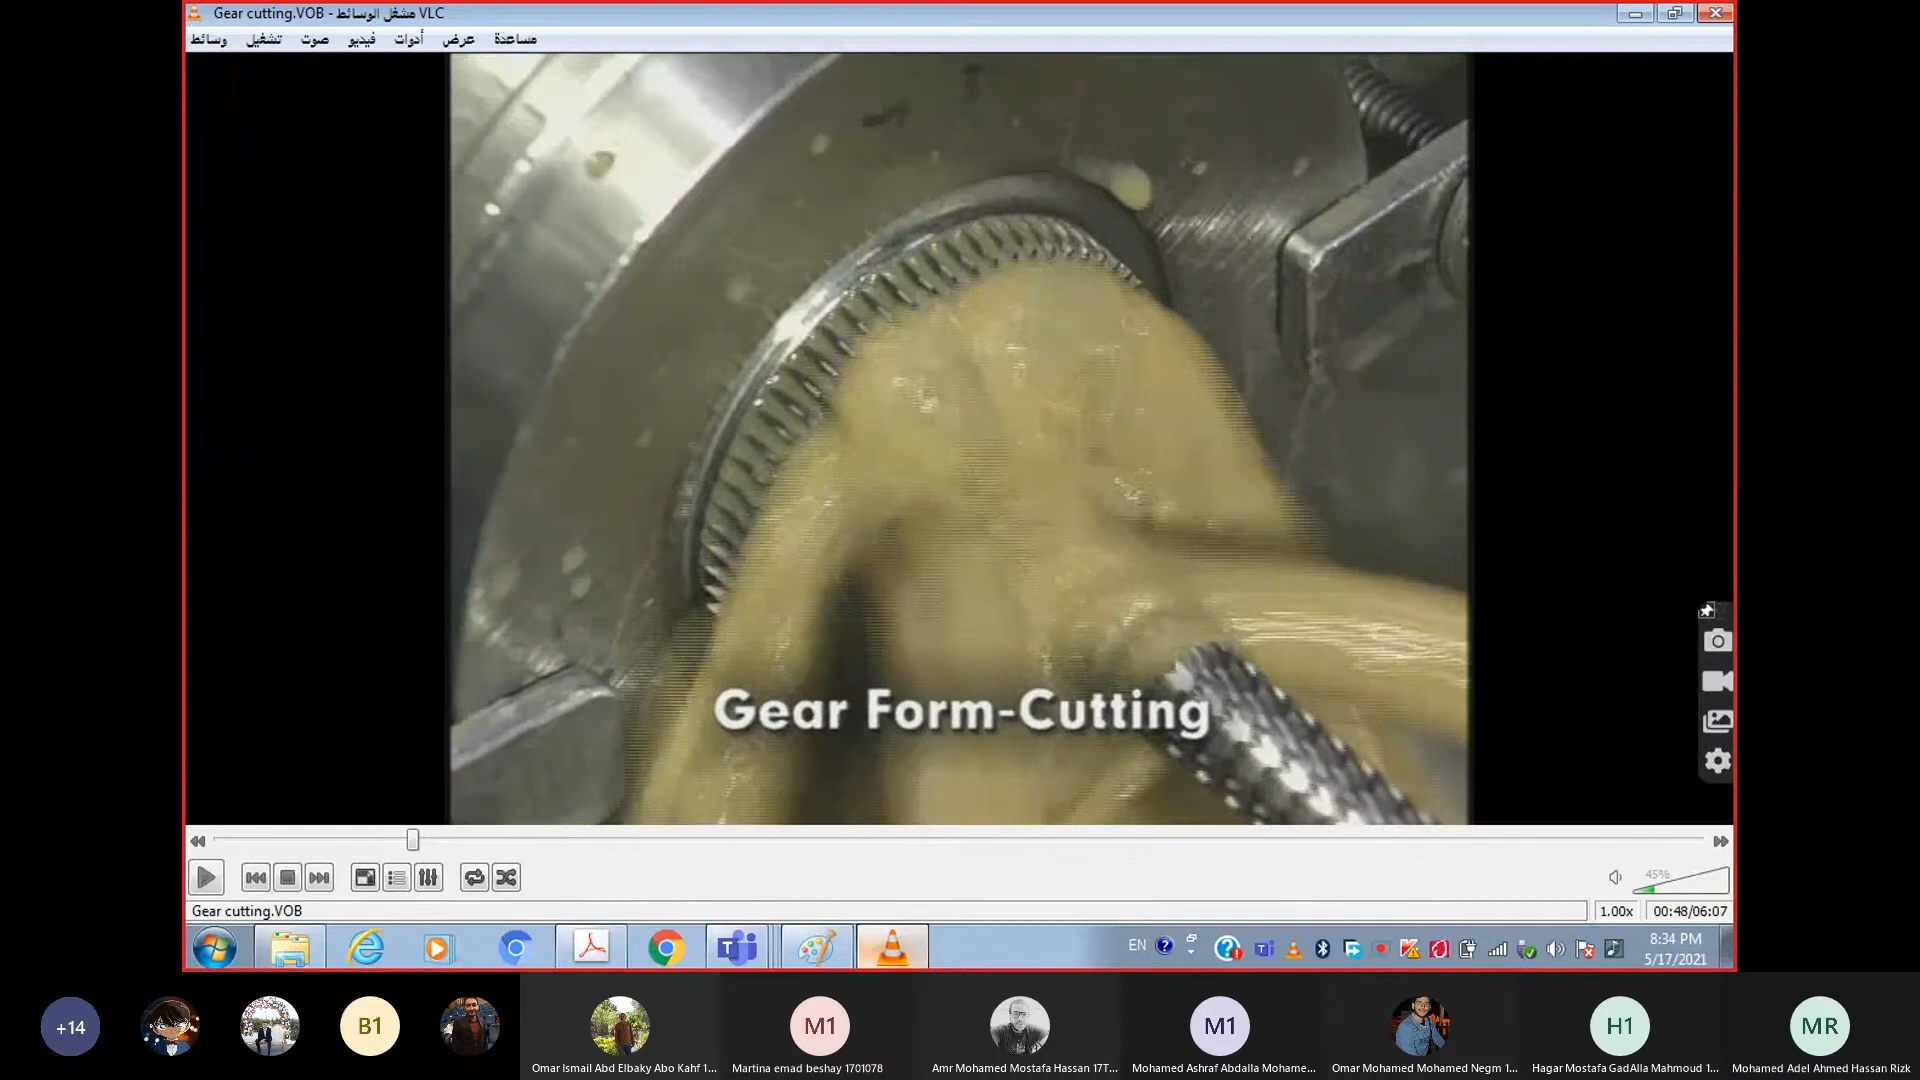 Gear cutting.VOB - مشغل الوسائط VLC
وسائط تشغيل صوت فيديو أدوات عرض مساعدة
Gear Form-Cutting
45%
Gear cutting.VOB
1.00x
00:48/06:07
EN
8:34 PM
5/17/2021
+14
B1
M1
M1
H1
MR
Omar Ismail Abd Elbaky Abo Kahf 1...
Martina emad beshay 1701078
Amr Mohamed Mostafa Hassan 17T...
Mohamed Ashraf Abdalla Mohame...
Omar Mohamed Mohamed Negm 1...
Hagar Mostafa GadAlla Mahmoud 1...
Mohamed Adel Ahmed Hassan Rizk